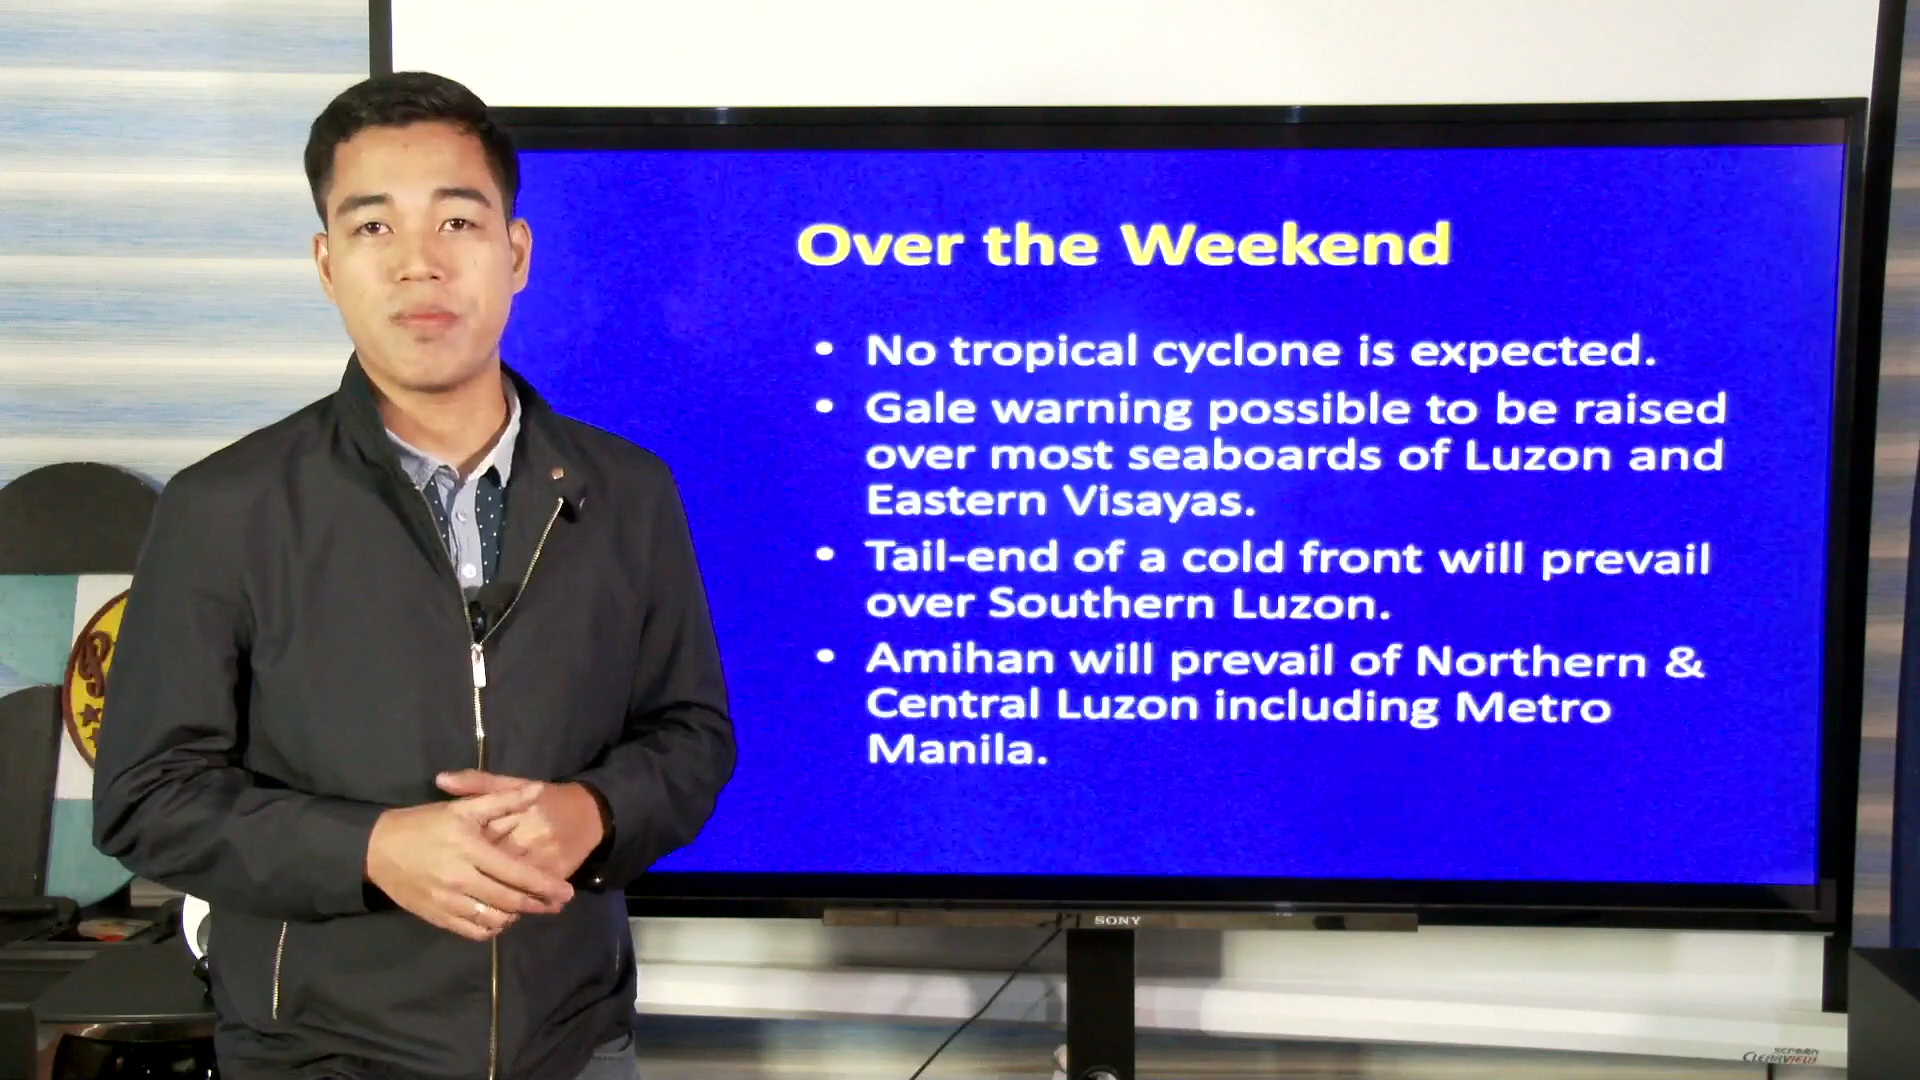 Over the Weekend
• No tropical cyclone is expected.
• Gale warning possible to be raised
over most seaboards of Luzon and
Eastern Visayas.
• Tail-end of a cold front will prevail
over Southern Luzon.
• Amihan will prevail of Northern &
Central Luzon including Metro
Manila.
SONY
SCREEN
CLEARVIEW